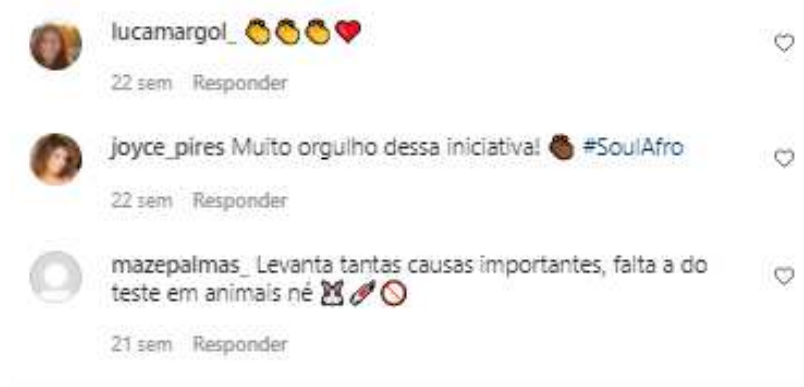 lucamargol_ 👏👏👏❤️
22 sem Responder
joyce_pires Muito orgulho dessa iniciativa! 👏🏿 #SoulAfro
22 sem Responder
mazepalmas_ Levanta tantas causas importantes, falta a do
teste em animais né 🐰💄🚫
21 sem Responder